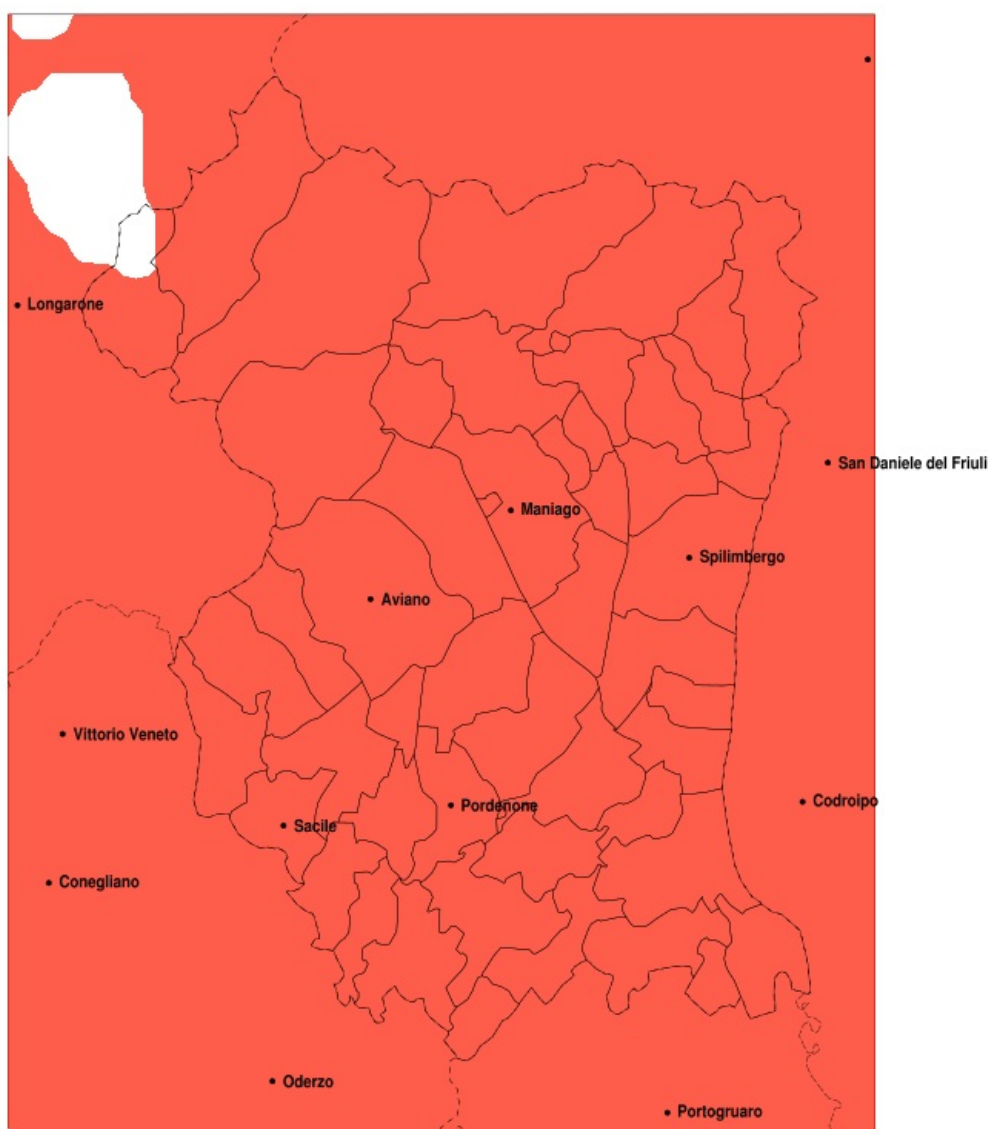 Longarone
San Daniele del Friuli
Maniago
Spilimbergo
Aviano
Vittorio Veneto
Pordenone
Codroipo
Sacile
Conegliano
Oderzo
Portogruaro